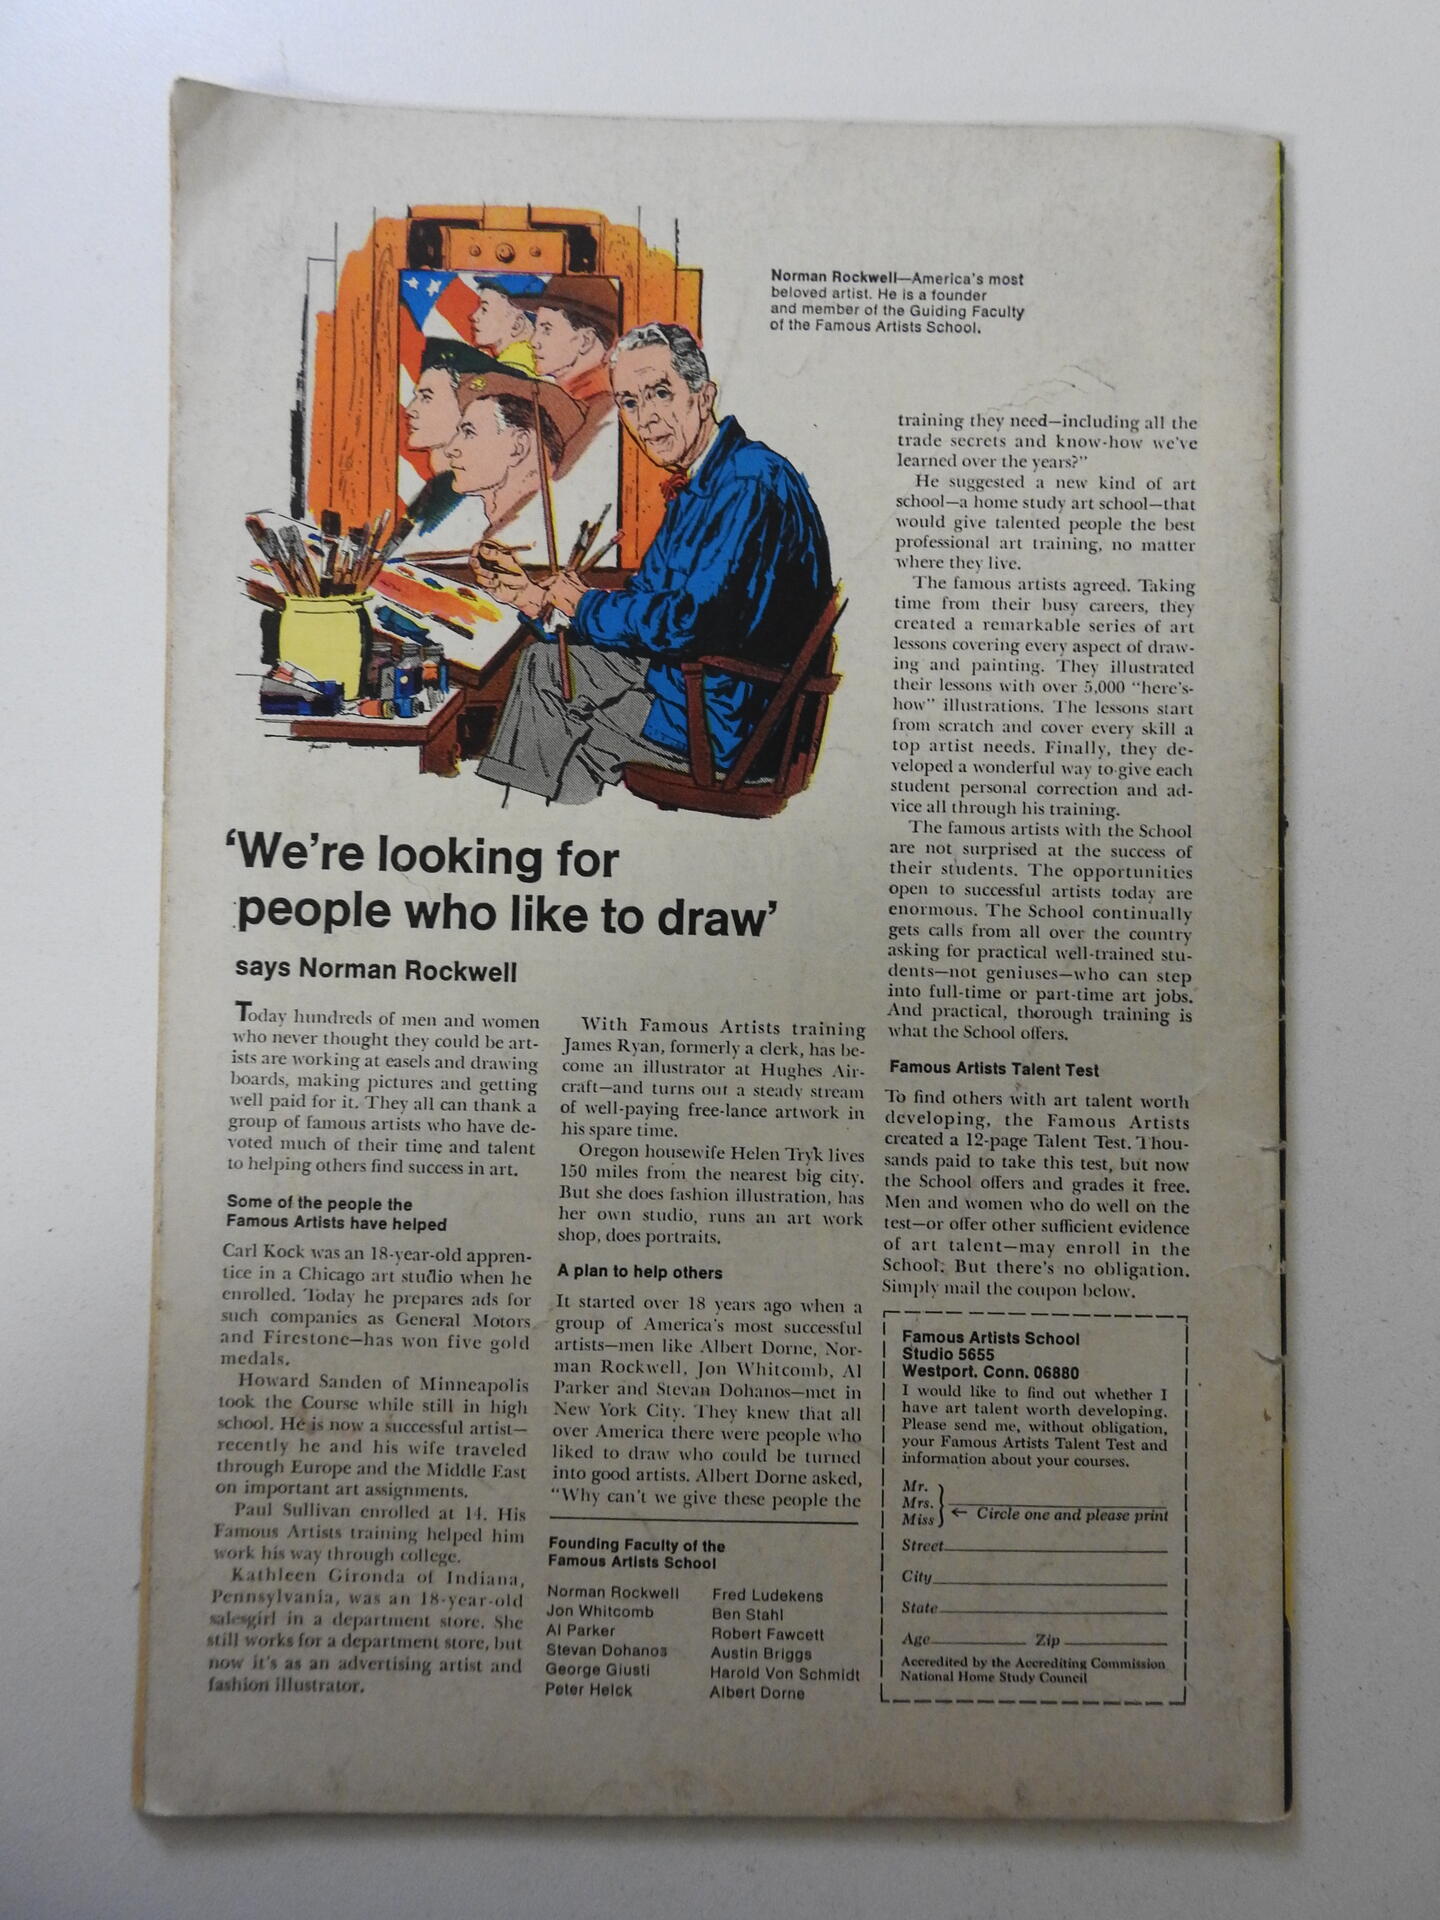 Norman Rockwell—America's most
beloved artist. He is a founder
and member of the Guiding Faculty
of the Famous Artists School.
'We're looking for
people who like to draw'
says Norman Rockwell
Today hundreds of men and women
who never thought they could be art-
ists are working at easels and drawing
boards, making pictures and getting
well paid for it. They all can thank a
group of famous artists who have de-
voted much of their time and talent
to helping others find success in art.
Some of the people the
Famous Artists have helped
Carl Kock was an 18-year-old appren-
tice in a Chicago art studio when he
enrolled. Today he prepares ads for
such companies as General Motors
and Firestone—has won five gold
medals.
Howard Sanden of Minneapolis
took the Course while still in high
school. He is now a successful artist—
recently he and his wife traveled
through Europe and the Middle East
on important art assignments.
Paul Sullivan enrolled at 14. His
Famous Artists training helped him
work his way through college.
Kathleen Gironda of Indiana,
Pennsylvania, was an 18-year-old
salesgirl in a department store. She
still works for a department store, but
now it's as an advertising artist and
fashion illustrator.
With Famous Artists training
James Ryan, formerly a clerk, has be-
come an illustrator at Hughes Air-
craft—and turns out a steady stream
of well-paying free-lance artwork in
his spare time.
Oregon housewife Helen Tryk lives
150 miles from the nearest big city.
But she does fashion illustration, has
her own studio, runs an art work
shop, does portraits.
A plan to help others
It started over 18 years ago when a
group of America's most successful
artists—men like Albert Dorne, Nor-
man Rockwell, Jon Whitcomb, Al
Parker and Stevan Dohanos—met in
New York City. They knew that all
over America there were people who
liked to draw who could be turned
into good artists. Albert Dorne asked,
"Why can't we give these people the
training they need—including all the
trade secrets and know-how we've
learned over the years?"
He suggested a new kind of art
school—a home study art school—that
would give talented people the best
professional art training, no matter
where they live.
The famous artists agreed. Taking
time from their busy careers, they
created a remarkable series of art
lessons covering every aspect of draw-
ing and painting. They illustrated
their lessons with over 5,000 "here's-
how" illustrations. The lessons start
from scratch and cover every skill a
top artist needs. Finally, they de-
veloped a wonderful way to give each
student personal correction and ad-
vice all through his training.
The famous artists with the School
are not surprised at the success of
their students. The opportunities
open to successful artists today are
enormous. The School continually
gets calls from all over the country
asking for practical well-trained stu-
dents—not geniuses—who can step
into full-time or part-time art jobs.
And practical, thorough training is
what the School offers.
Famous Artists Talent Test
To find others with art talent worth
developing, the Famous Artists
created a 12-page Talent Test. Thou-
sands paid to take this test, but now
the School offers and grades it free.
Men and women who do well on the
test—or offer other sufficient evidence
of art talent—may enroll in the
School. But there's no obligation.
Simply mail the coupon below.
Founding Faculty of the
Famous Artists School
Norman Rockwell
Jon Whitcomb
Al Parker
Stevan Dohanos
George Giusti
Peter Helck
Fred Ludekens
Ben Stahl
Robert Fawcett
Austin Briggs
Harold Von Schmidt
Albert Dorne
Famous Artists School
Studio 5655
Westport, Conn. 06880
I would like to find out whether I
have art talent worth developing.
Please send me, without obligation,
your Famous Artists Talent Test and
information about your courses.
Mr.
Mrs.
Miss
← Circle one and please print
Street
City
State
Age Zip
Accredited by the Accrediting Commission
National Home Study Council